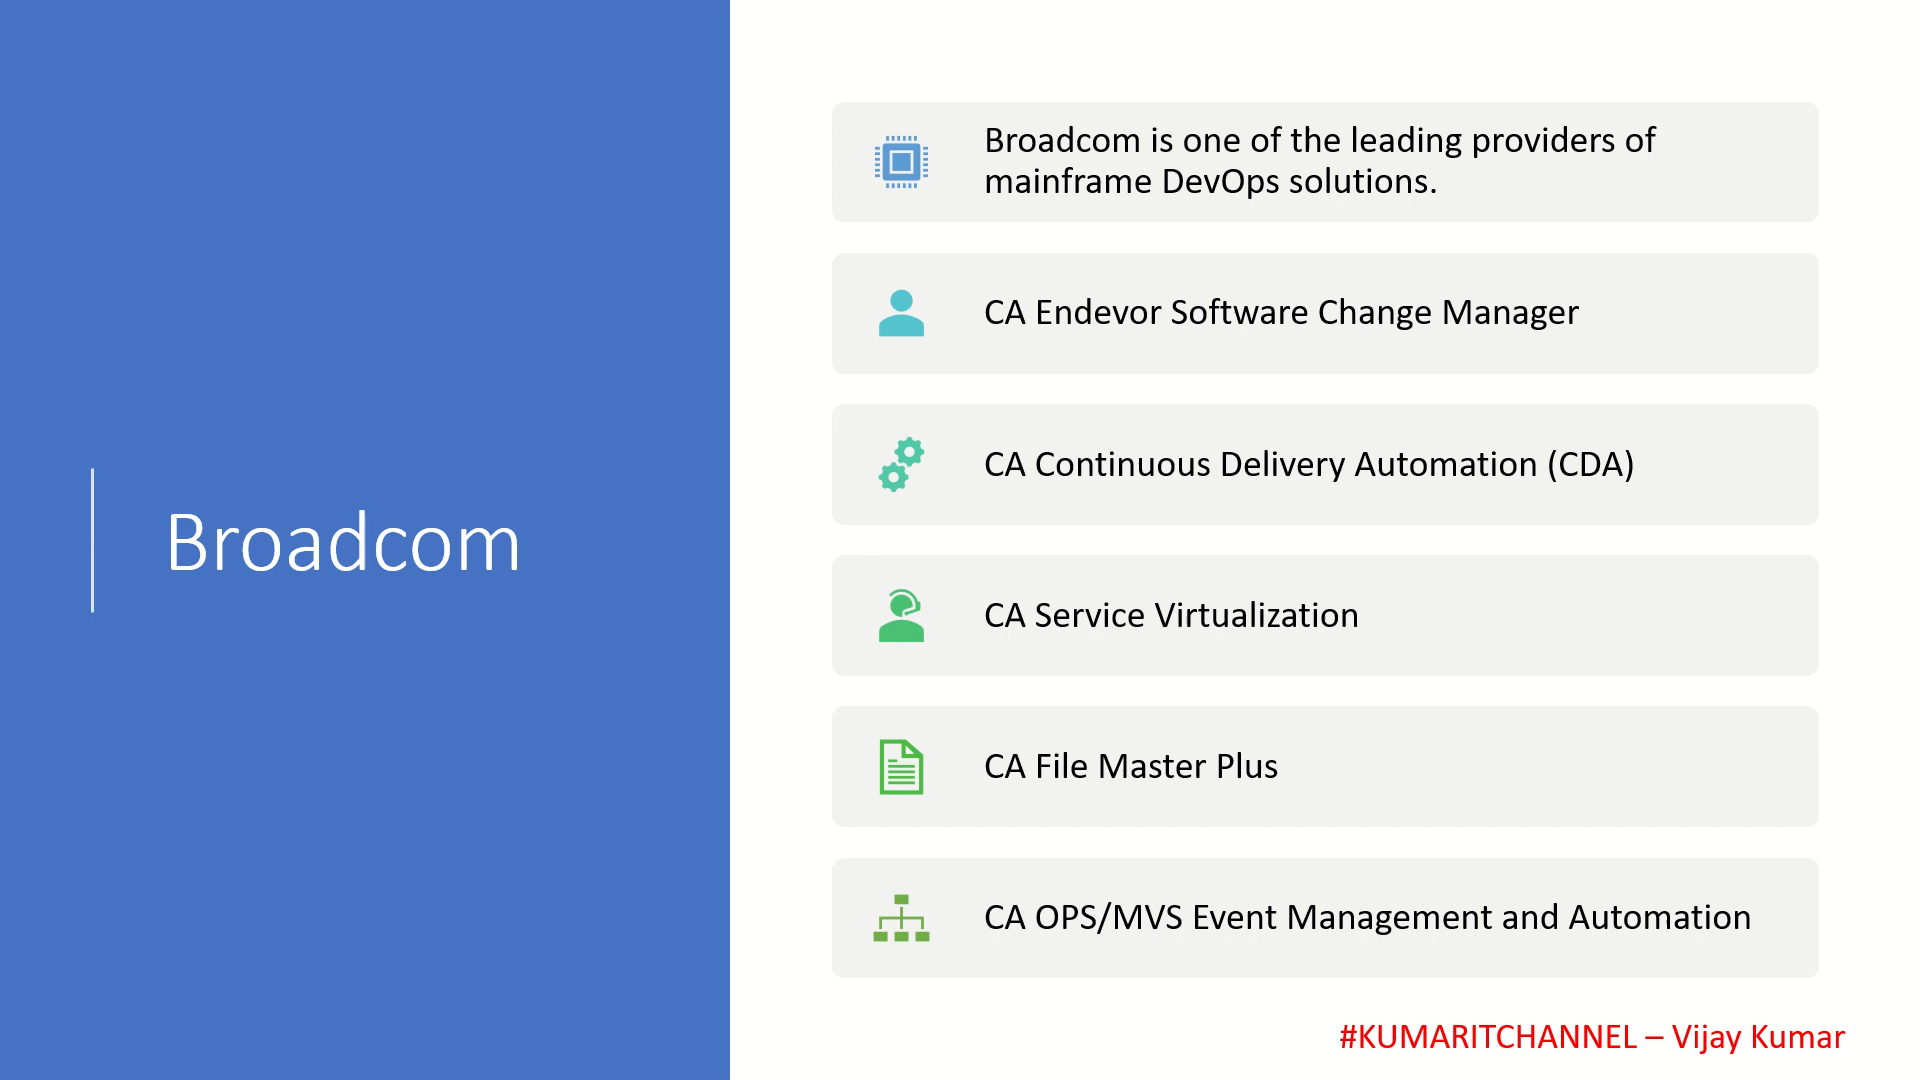 Broadcom
Broadcom is one of the leading providers of
mainframe DevOps solutions.
CA Endevor Software Change Manager
CA Continuous Delivery Automation (CDA)
CA Service Virtualization
CA File Master Plus
CA OPS/MVS Event Management and Automation
#KUMARITCHANNEL – Vijay Kumar